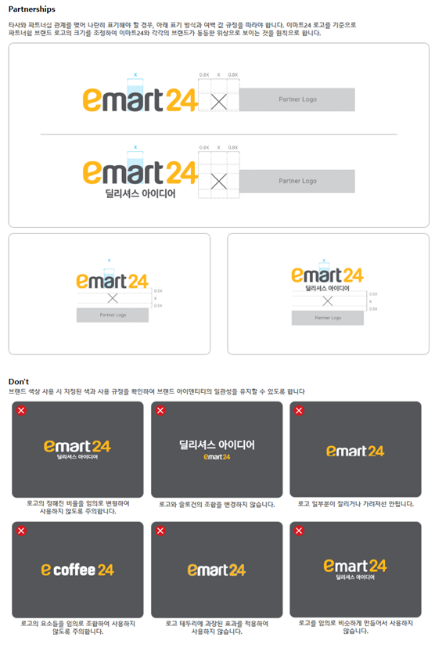 Partnerships
타사와 파트너십 관계를 맺어 나란히 표기해야 할 경우, 아래 표기 방식과 여백 값 규정을 따라야 합니다. 이마트24 로고를 기준으로
파트너쉽 브랜드 로고의 크기를 조절하여 이마트24와 각각의 브랜드가 동등한 위상으로 보이는 것을 원칙으로 합니다.
X 0.8X X 0.8X
emart24 Partner Logo
emart24 Partner Logo
딜리셔스 아이디어
X X
emart24 emart24
딜리셔스 아이디어
0.5X 0.5X
X X
0.5X 0.5X
Partner Logo Partner Logo
Don't
브랜드 색상 사용 시 지정된 색과 사용 규정을 확인하여 브랜드 아이덴티티의 일관성을 유지할 수 있도록 합니다
emart24
딜리셔스 아이디어
딜리셔스 아이디어
emart24
emart24
로고의 정해진 비율을 임의로 변형하여
사용하지 않도록 주의합니다.
로고와 슬로건의 조합을 변경하지 않습니다.
로고 일부분이 잘리거나 가려져선 안됩니다.
e coffee 24
emart24
emart24
딜리셔스 아이디어
로고의 요소들을 임의로 조합하여 사용하지
않도록 주의합니다.
로고 테두리에 과장된 효과를 적용하여
사용하지 않습니다.
로고를 임의로 비슷하게 만들어서 사용하지
않습니다.